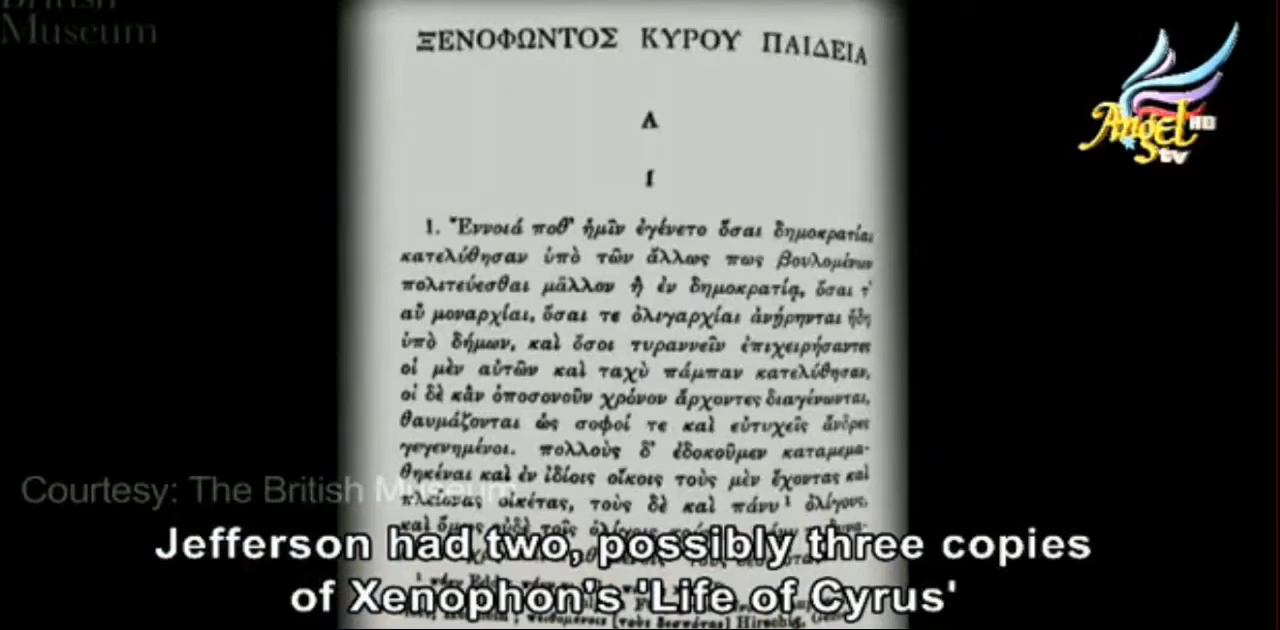 British
Museum
ΞΕΝΟΦΩΝΤΟΣ ΚΥΡΟΥ ΠΑΙΔΕΙΑ
Α
Ι
Angel HD
tv
1. Ἔννοιά ποθ' ἡμῖν ἐγένετο ὅσαι δημοκρατίαι
κατελύθησαν ὑπὸ τῶν ἄλλως πως βουλομένων
πολιτεύεσθαι μᾶλλον ἢ ἐν δημοκρατίᾳ, ὅσαι τ'
αὖ μοναρχίαι, ὅσαι τε ὀλιγαρχίαι ἀνῄρηνται ἤδη
ὑπὸ δήμων, καὶ ὅσοι τυραννεῖν ἐπιχειρήσαντες
οἱ μὲν αὐτῶν καὶ ταχὺ πάμπαν κατελύθησαν,
οἱ δὲ κἂν ὁποσονοῦν χρόνον ἄρχοντες διαγένωνται,
θαυμάζονται ὡς σοφοί τε καὶ εὐτυχεῖς ἄνδρες
γεγενημένοι. πολλοὺς δ' ἐδοκοῦμεν καταμεμα-
θηκέναι καὶ ἐν ἰδίοις οἴκοις τοὺς μὲν ἔχοντας καὶ
πλείονας οἰκέτας, τοὺς δὲ καὶ πάνυ¹ ὀλίγους,
Courtesy: The British Museum
Jefferson had two, possibly three copies
of Xenophon's 'Life of Cyrus'